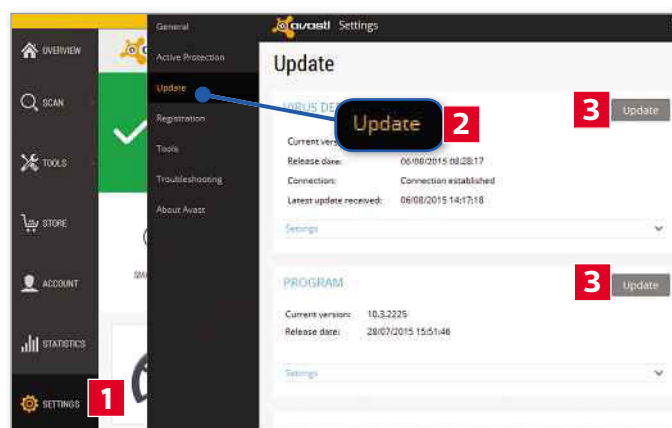 OVERVIEW
SCAN
TOOLS
STORE
ACCOUNT
STATISTICS
SETTINGS
1
General
Active Protection
Update
Registration
Tools
Troubleshooting
About Avast
avast! Settings
Update
VIRUS DE
Update
2
3
Update
Current
Release date: 06/08/2015 08:28:17
Connection: Connection established
Latest update received: 06/08/2015 14:17:18
Settings
PROGRAM
3
Update
Current version: 10.3.2225
Release date: 28/07/2015 15:51:46
Settings